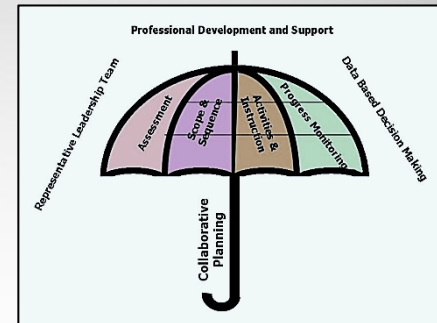 Professional Development and Support
Representative Leadership Team
Data Based Decision Making
Assessment
Scope &
Sequence
Activities &
Instruction
Progress Monitoring
Collaborative
Planning